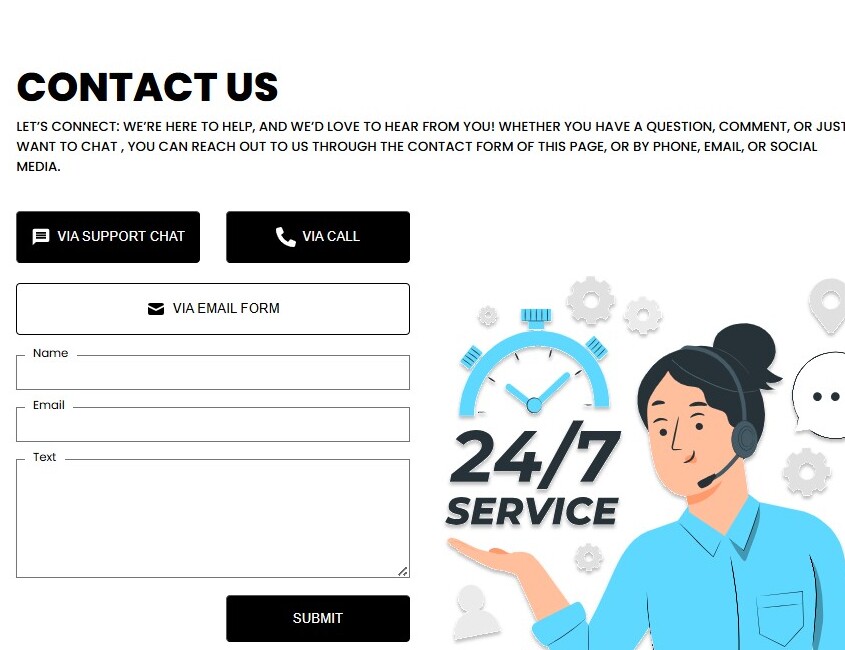 CONTACT US
LET'S CONNECT: WE'RE HERE TO HELP, AND WE'D LOVE TO HEAR FROM YOU! WHETHER YOU HAVE A QUESTION, COMMENT, OR JUST
WANT TO CHAT , YOU CAN REACH OUT TO US THROUGH THE CONTACT FORM OF THIS PAGE, OR BY PHONE, EMAIL, OR SOCIAL
MEDIA.
VIA SUPPORT CHAT
VIA CALL
VIA EMAIL FORM
Name
Email
Text
SUBMIT
24/7
SERVICE